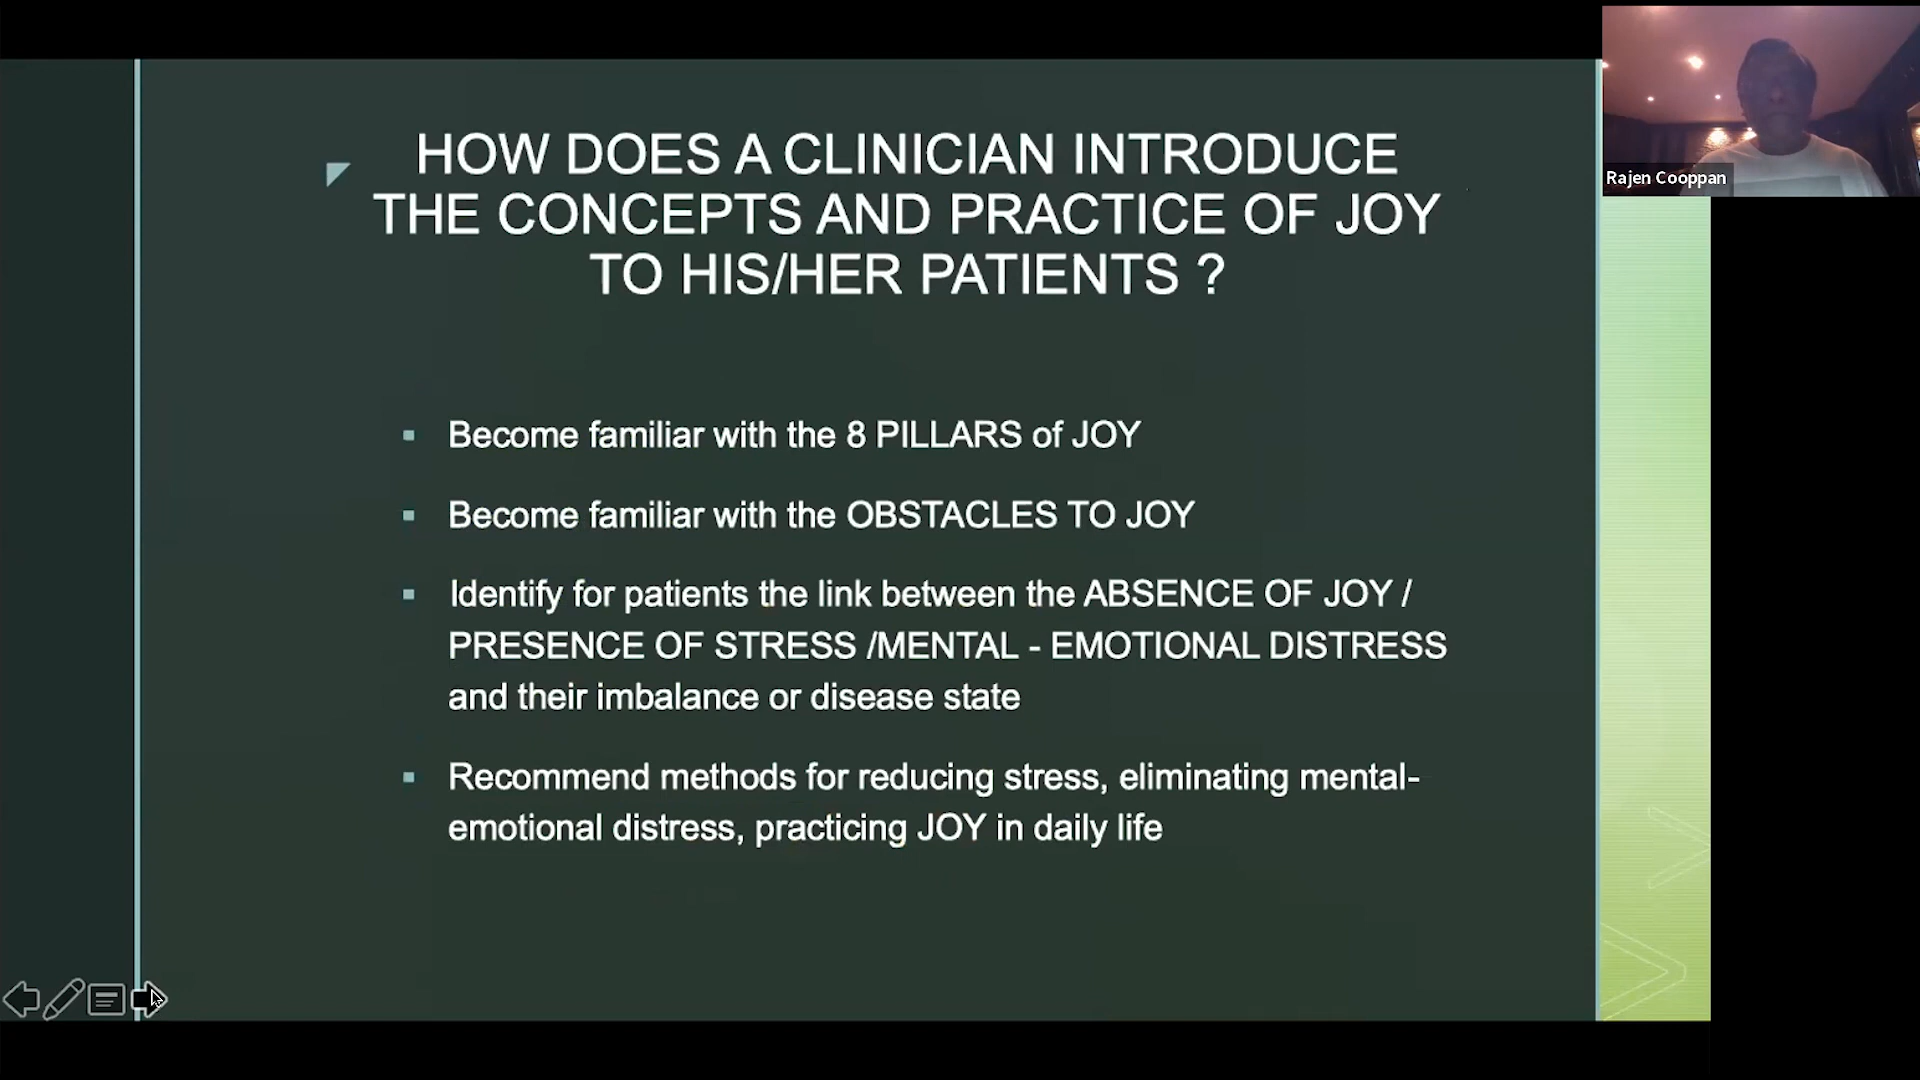 HOW DOES A CLINICIAN INTRODUCE
THE CONCEPTS AND PRACTICE OF JOY
TO HIS/HER PATIENTS ?
Rajen Cooppan
Become familiar with the 8 PILLARS of JOY
Become familiar with the OBSTACLES TO JOY
Identify for patients the link between the ABSENCE OF JOY /
PRESENCE OF STRESS /MENTAL - EMOTIONAL DISTRESS
and their imbalance or disease state
Recommend methods for reducing stress, eliminating mental-
emotional distress, practicing JOY in daily life